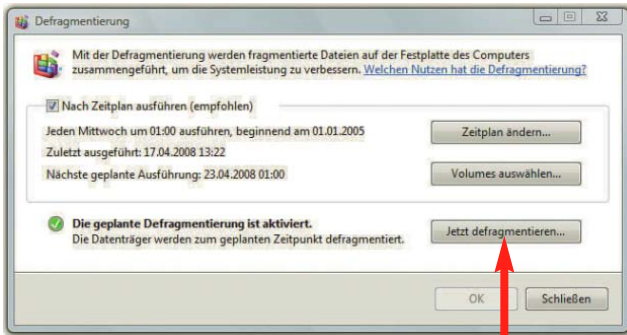 Defragmentierung
Mit der Defragmentierung werden fragmentierte Dateien auf der Festplatte des Computers
zusammengeführt, um die Systemleistung zu verbessern. Welchen Nutzen hat die Defragmentierung?
Nach Zeitplan ausführen (empfohlen)
Jeden Mittwoch um 01:00 ausführen, beginnend am 01.01.2005
Zeitplan ändern...
Zuletzt ausgeführt: 17.04.2008 13:22
Nächste geplante Ausführung: 23.04.2008 01:00
Volumes auswählen...
Die geplante Defragmentierung ist aktiviert.
Die Datenträger werden zum geplanten Zeitpunkt defragmentiert.
Jetzt defragmentieren...
OK
Schließen